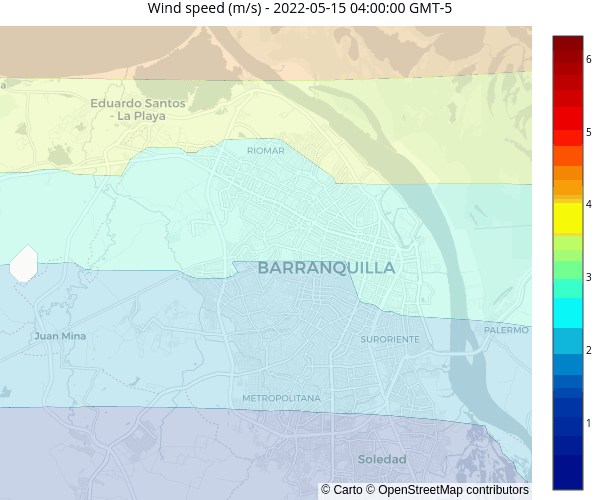 Wind speed (m/s) - 2022-05-15 04:00:00 GMT-5
6
a
Eduardo Santos
- La Playa
5
RIOMAR
4
BARRANQUILLA
3
Juan Mina
PALERMO
SURORIENTE
2
METROPOLITANA
1
Soledad
© Carto © OpenStreetMap contributors